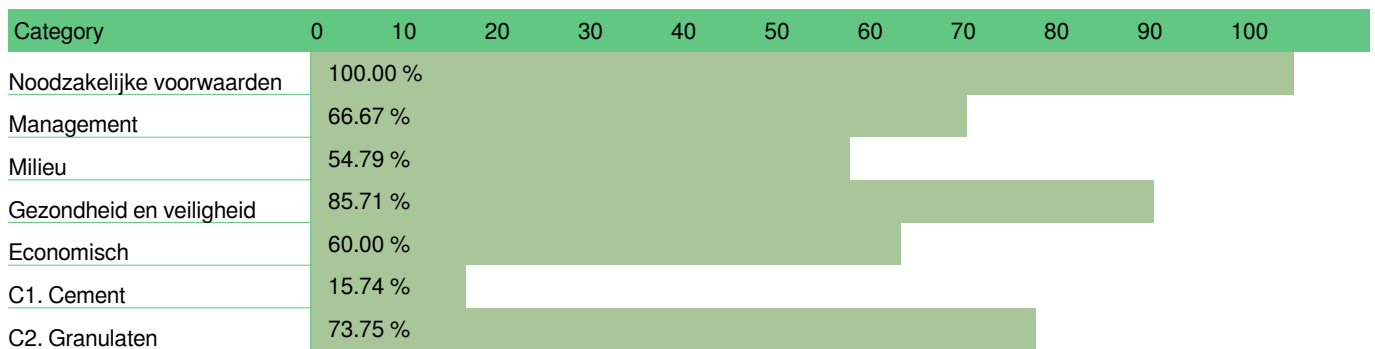 Category 0 10 20 30 40 50 60 70 80 90 100
Noodzakelijke voorwaarden 100.00 %
Management 66.67 %
Milieu 54.79 %
Gezondheid en veiligheid 85.71 %
Economisch 60.00 %
C1. Cement 15.74 %
C2. Granulaten 73.75 %